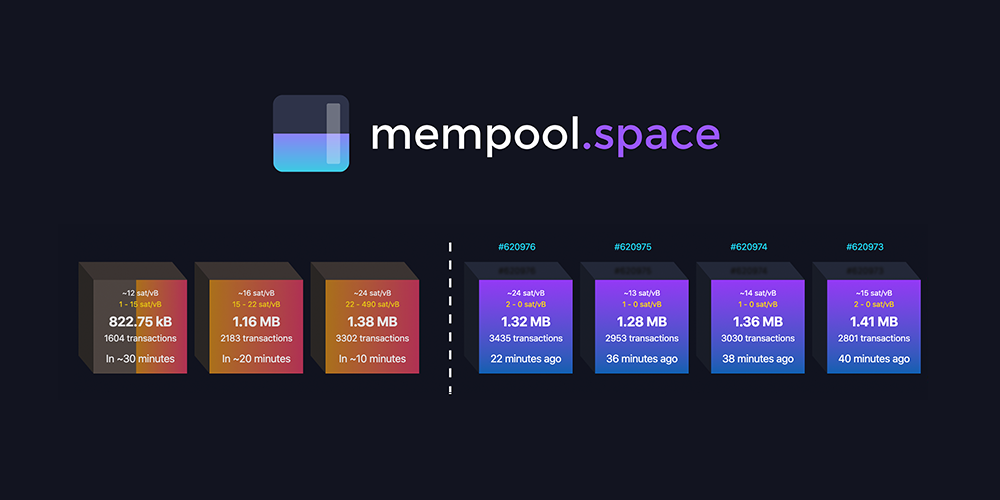 mempool.space
~12 sat/vB
1 - 15 sat/vB
822.75 kB
1604 transactions
In ~30 minutes
~16 sat/vB
15 - 22 sat/vB
1.16 MB
2183 transactions
In ~20 minutes
~24 sat/vB
22 - 490 sat/vB
1.38 MB
3302 transactions
In ~10 minutes
#620976
~24 sat/vB
2 - 0 sat/vB
1.32 MB
3435 transactions
22 minutes ago
#620975
~13 sat/vB
1 - 0 sat/vB
1.28 MB
2953 transactions
36 minutes ago
#620974
~14 sat/vB
1 - 0 sat/vB
1.36 MB
3030 transactions
38 minutes ago
#620973
~15 sat/vB
2 - 0 sat/vB
1.41 MB
2801 transactions
40 minutes ago